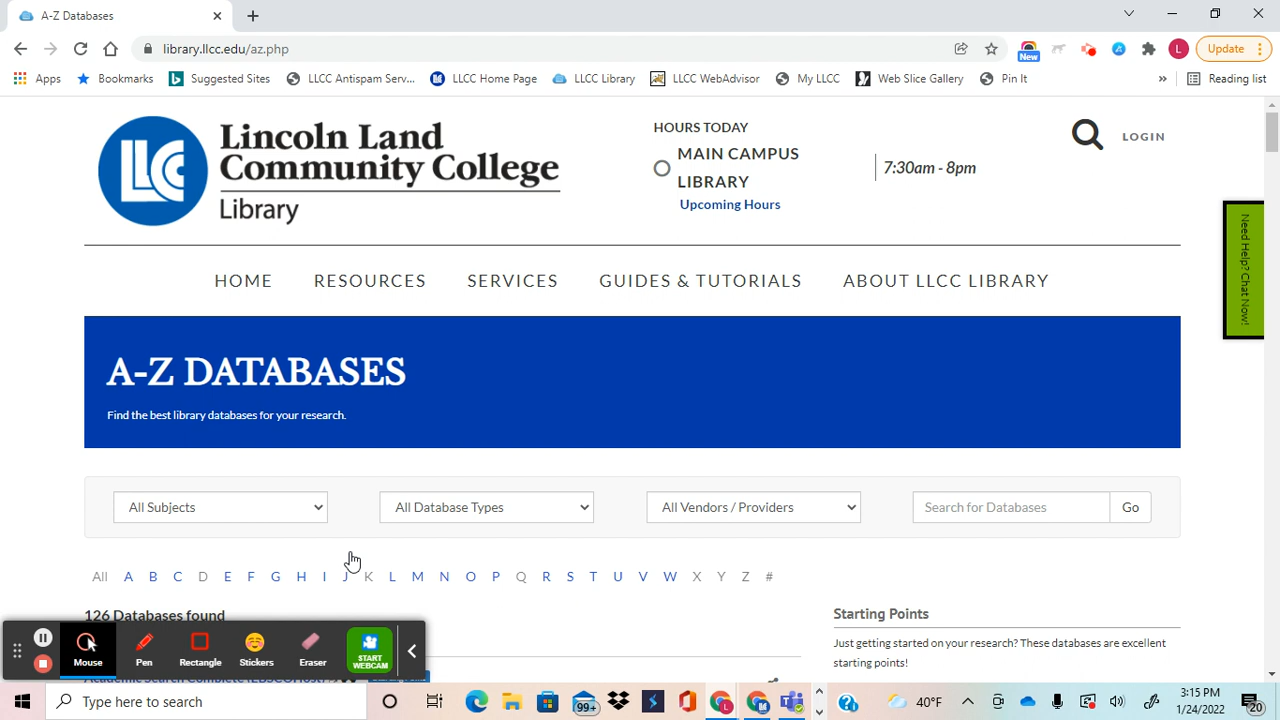 A-Z Databases
library.llcc.edu/az.php
New
L
Update
Apps
Bookmarks
Suggested Sites
LLCC Antispam Serv...
LLCC Home Page
LLCC Library
LLCC WebAdvisor
My LLCC
Web Slice Gallery
Pin It
»
Reading list
LLCC
Lincoln Land
Community College
Library
HOURS TODAY
MAIN CAMPUS
LIBRARY
7:30am - 8pm
Upcoming Hours
LOGIN
Need Help? Chat Now!
HOME RESOURCES SERVICES GUIDES & TUTORIALS ABOUT LLCC LIBRARY
A-Z DATABASES
Find the best library databases for your research.
All Subjects
All Database Types
All Vendors / Providers
Search for Databases
Go
All A B C D E F G H I J K L M N O P Q R S T U V W X Y Z #
126 Databases found
Starting Points
Just getting started on your research? These databases are excellent
starting points!
Mouse
Pen
Rectangle
Stickers
Eraser
START
WEBCAM
Type here to search
99+
40°F
3:15 PM
1/24/2022
20